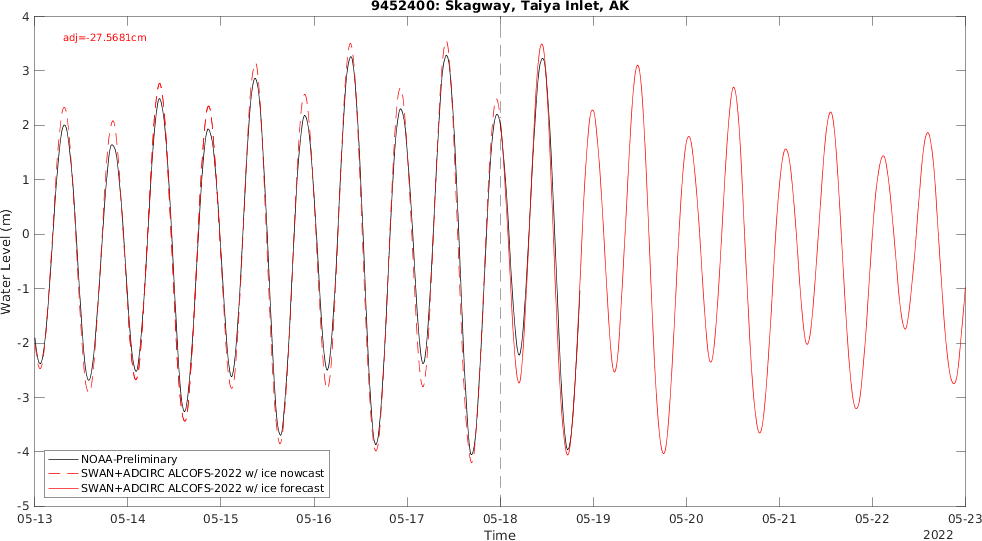 9452400: Skagway, Taiya Inlet, AK
adj=-27.5681cm
4
3
2
1
0
-1
-2
-3
-4
-5
Water Level (m)
NOAA-Preliminary
SWAN+ADCIRC ALCOFS-2022 w/ ice nowcast
SWAN+ADCIRC ALCOFS-2022 w/ ice forecast
05-13 05-14 05-15 05-16 05-17 05-18 05-19 05-20 05-21 05-22 05-23
Time
2022